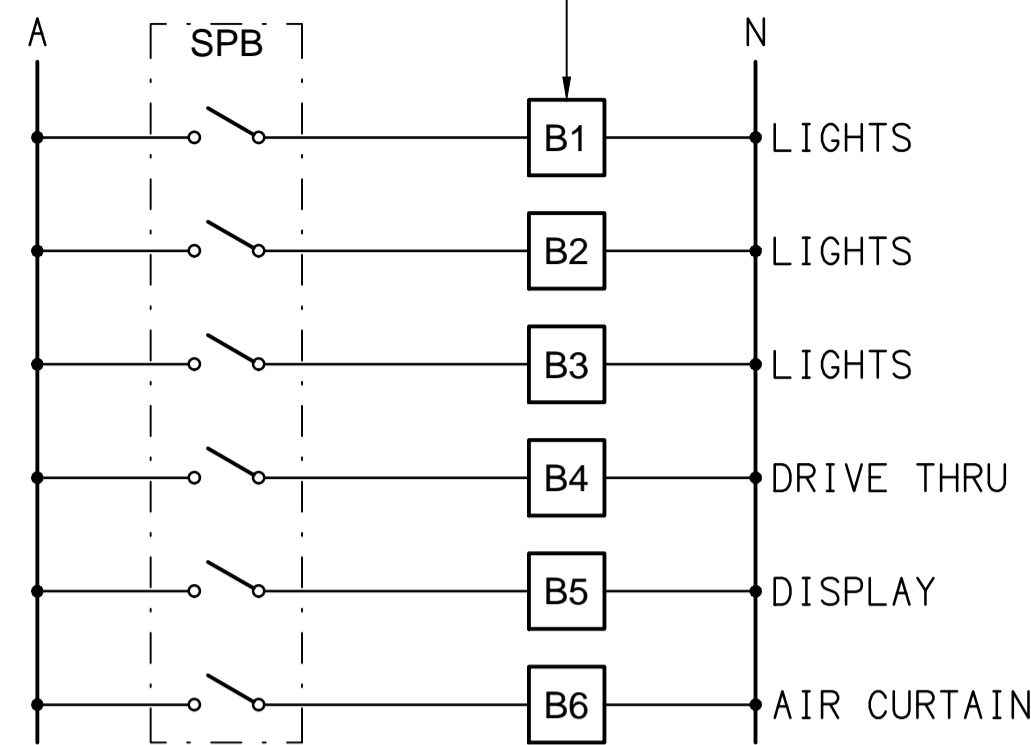 A
SPB
N
B1 LIGHTS
B2 LIGHTS
B3 LIGHTS
B4 DRIVE THRU
B5 DISPLAY
B6 AIR CURTAIN